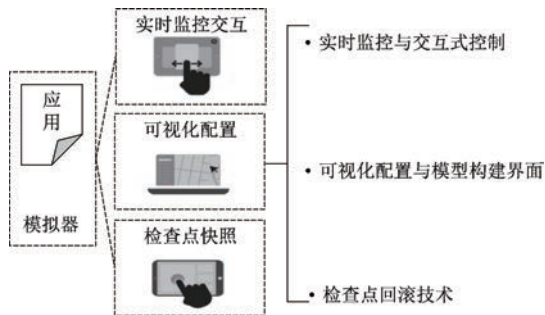 实时监控交互
应
用
模拟器
可视化配置
检查点快照
• 实时监控与交互式控制
• 可视化配置与模型构建界面
• 检查点回滚技术